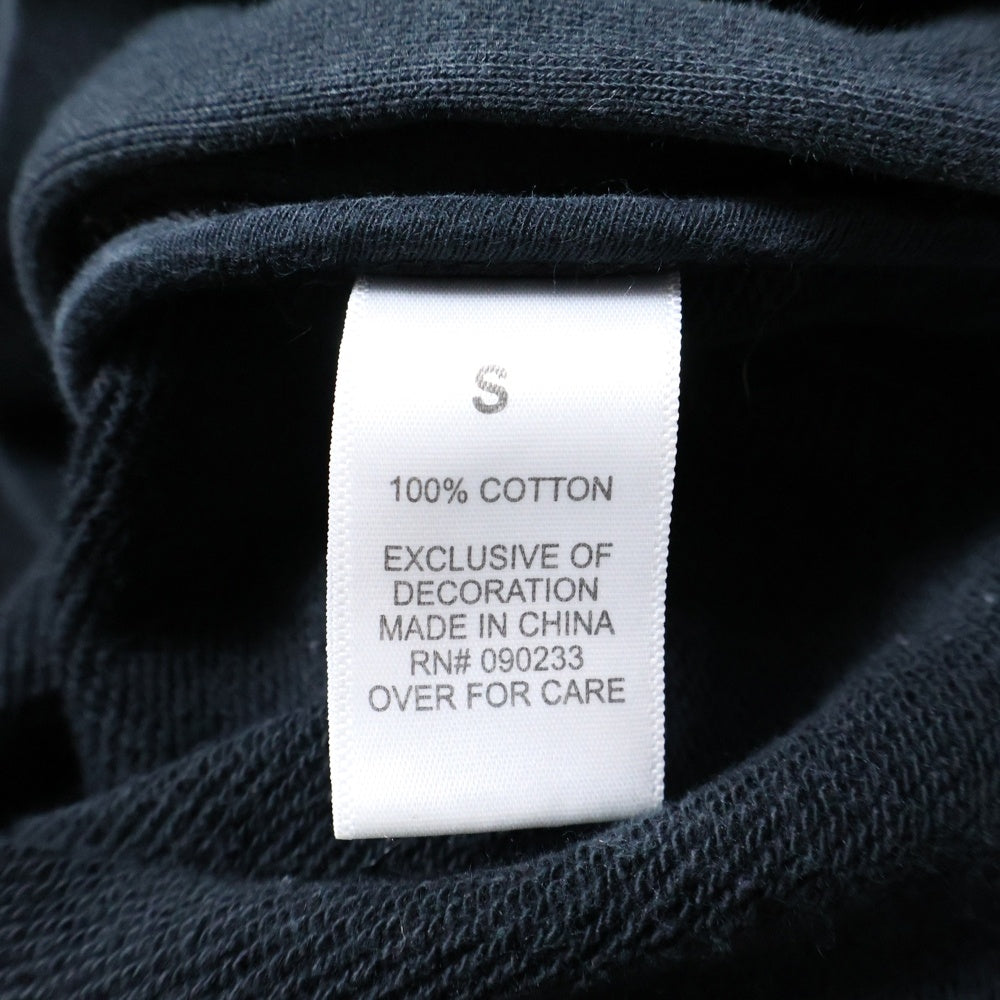 S
100% COTTON
EXCLUSIVE OF
DECORATION
MADE IN CHINA
RN# 090233
OVER FOR CARE